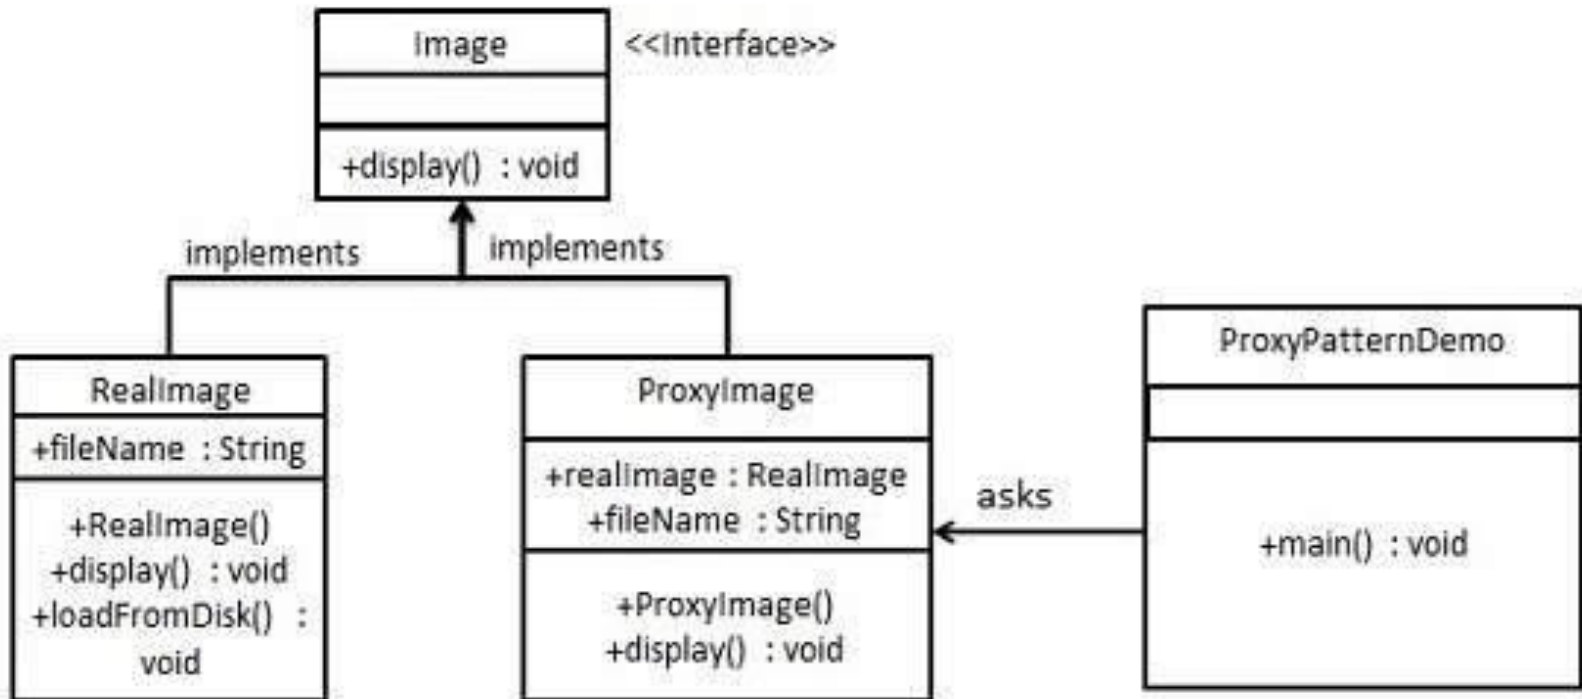 Image
<<Interface>>
+display() : void
implements
implements
RealImage
+fileName : String
+RealImage()
+display() : void
+loadFromDisk() :
void
ProxyImage
+realImage : RealImage
+fileName : String
+ProxyImage()
+display() : void
asks
ProxyPatternDemo
+main() : void